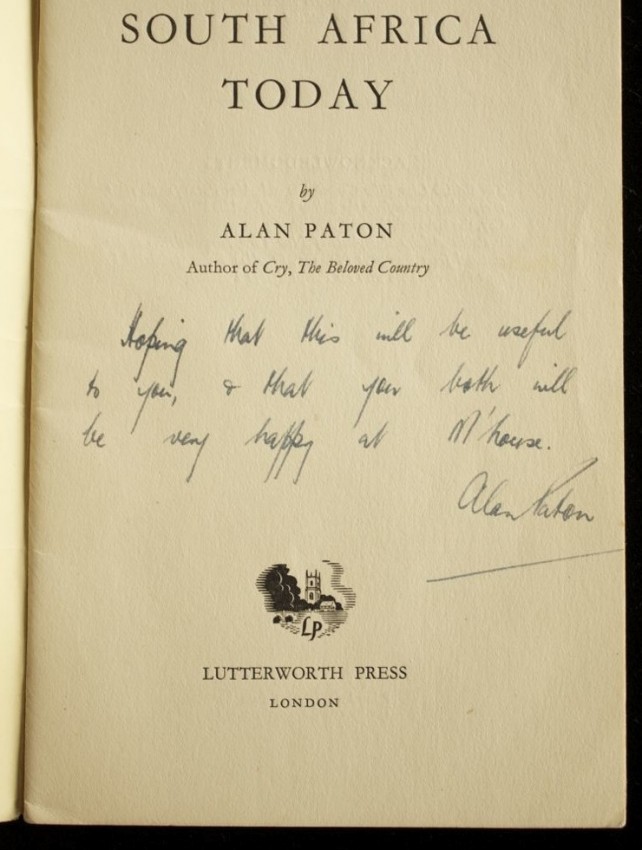 SOUTH AFRICA
TODAY
by
ALAN PATON
Author of Cry, The Beloved Country
Hoping that this will be useful
to you, & that you both will
be very happy at M'house.
Alan Paton
LP
LUTTERWORTH PRESS
LONDON